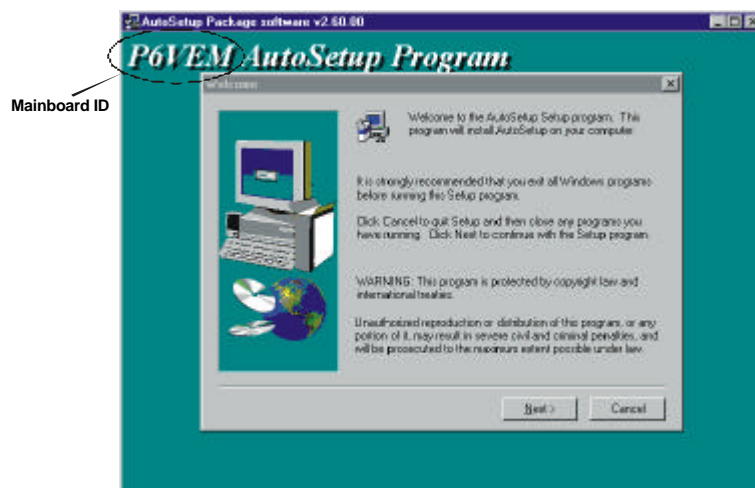 AutoSetup Package software v2.60.00
P6VEM AutoSetup Program
Mainboard ID
Welcome
Welcome to the AutoSetup Setup program. This
program will install AutoSetup on your computer.
It is strongly recommended that you exit all Windows programs
before running this Setup program.
Click Cancel to quit Setup and then close any programs you
have running. Click Next to continue with the Setup program.
WARNING: This program is protected by copyright law and
international treaties.
Unauthorized reproduction or distribution of this program, or any
portion of it, may result in severe civil and criminal penalties, and
will be prosecuted to the maximum extent possible under law.
Next >
Cancel